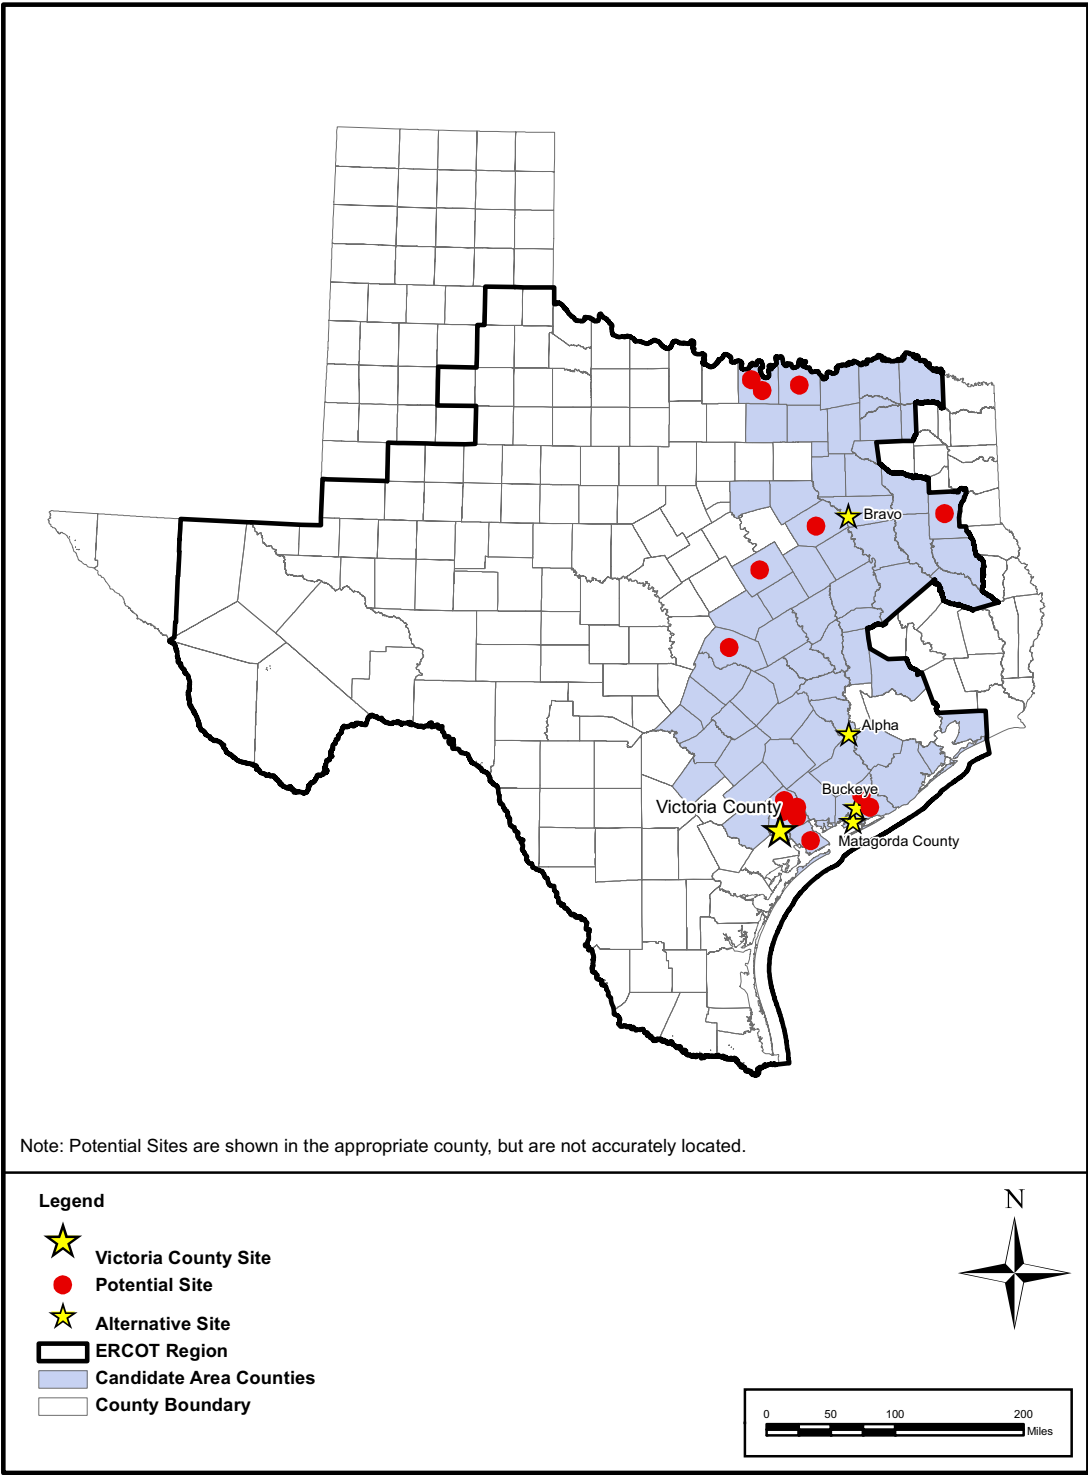 Bravo
Alpha
Buckeye
Victoria County
Matagorda County
Note: Potential Sites are shown in the appropriate county, but are not accurately located.
Legend
Victoria County Site
Potential Site
Alternative Site
ERCOT Region
Candidate Area Counties
County Boundary
N
0 50 100 200
Miles